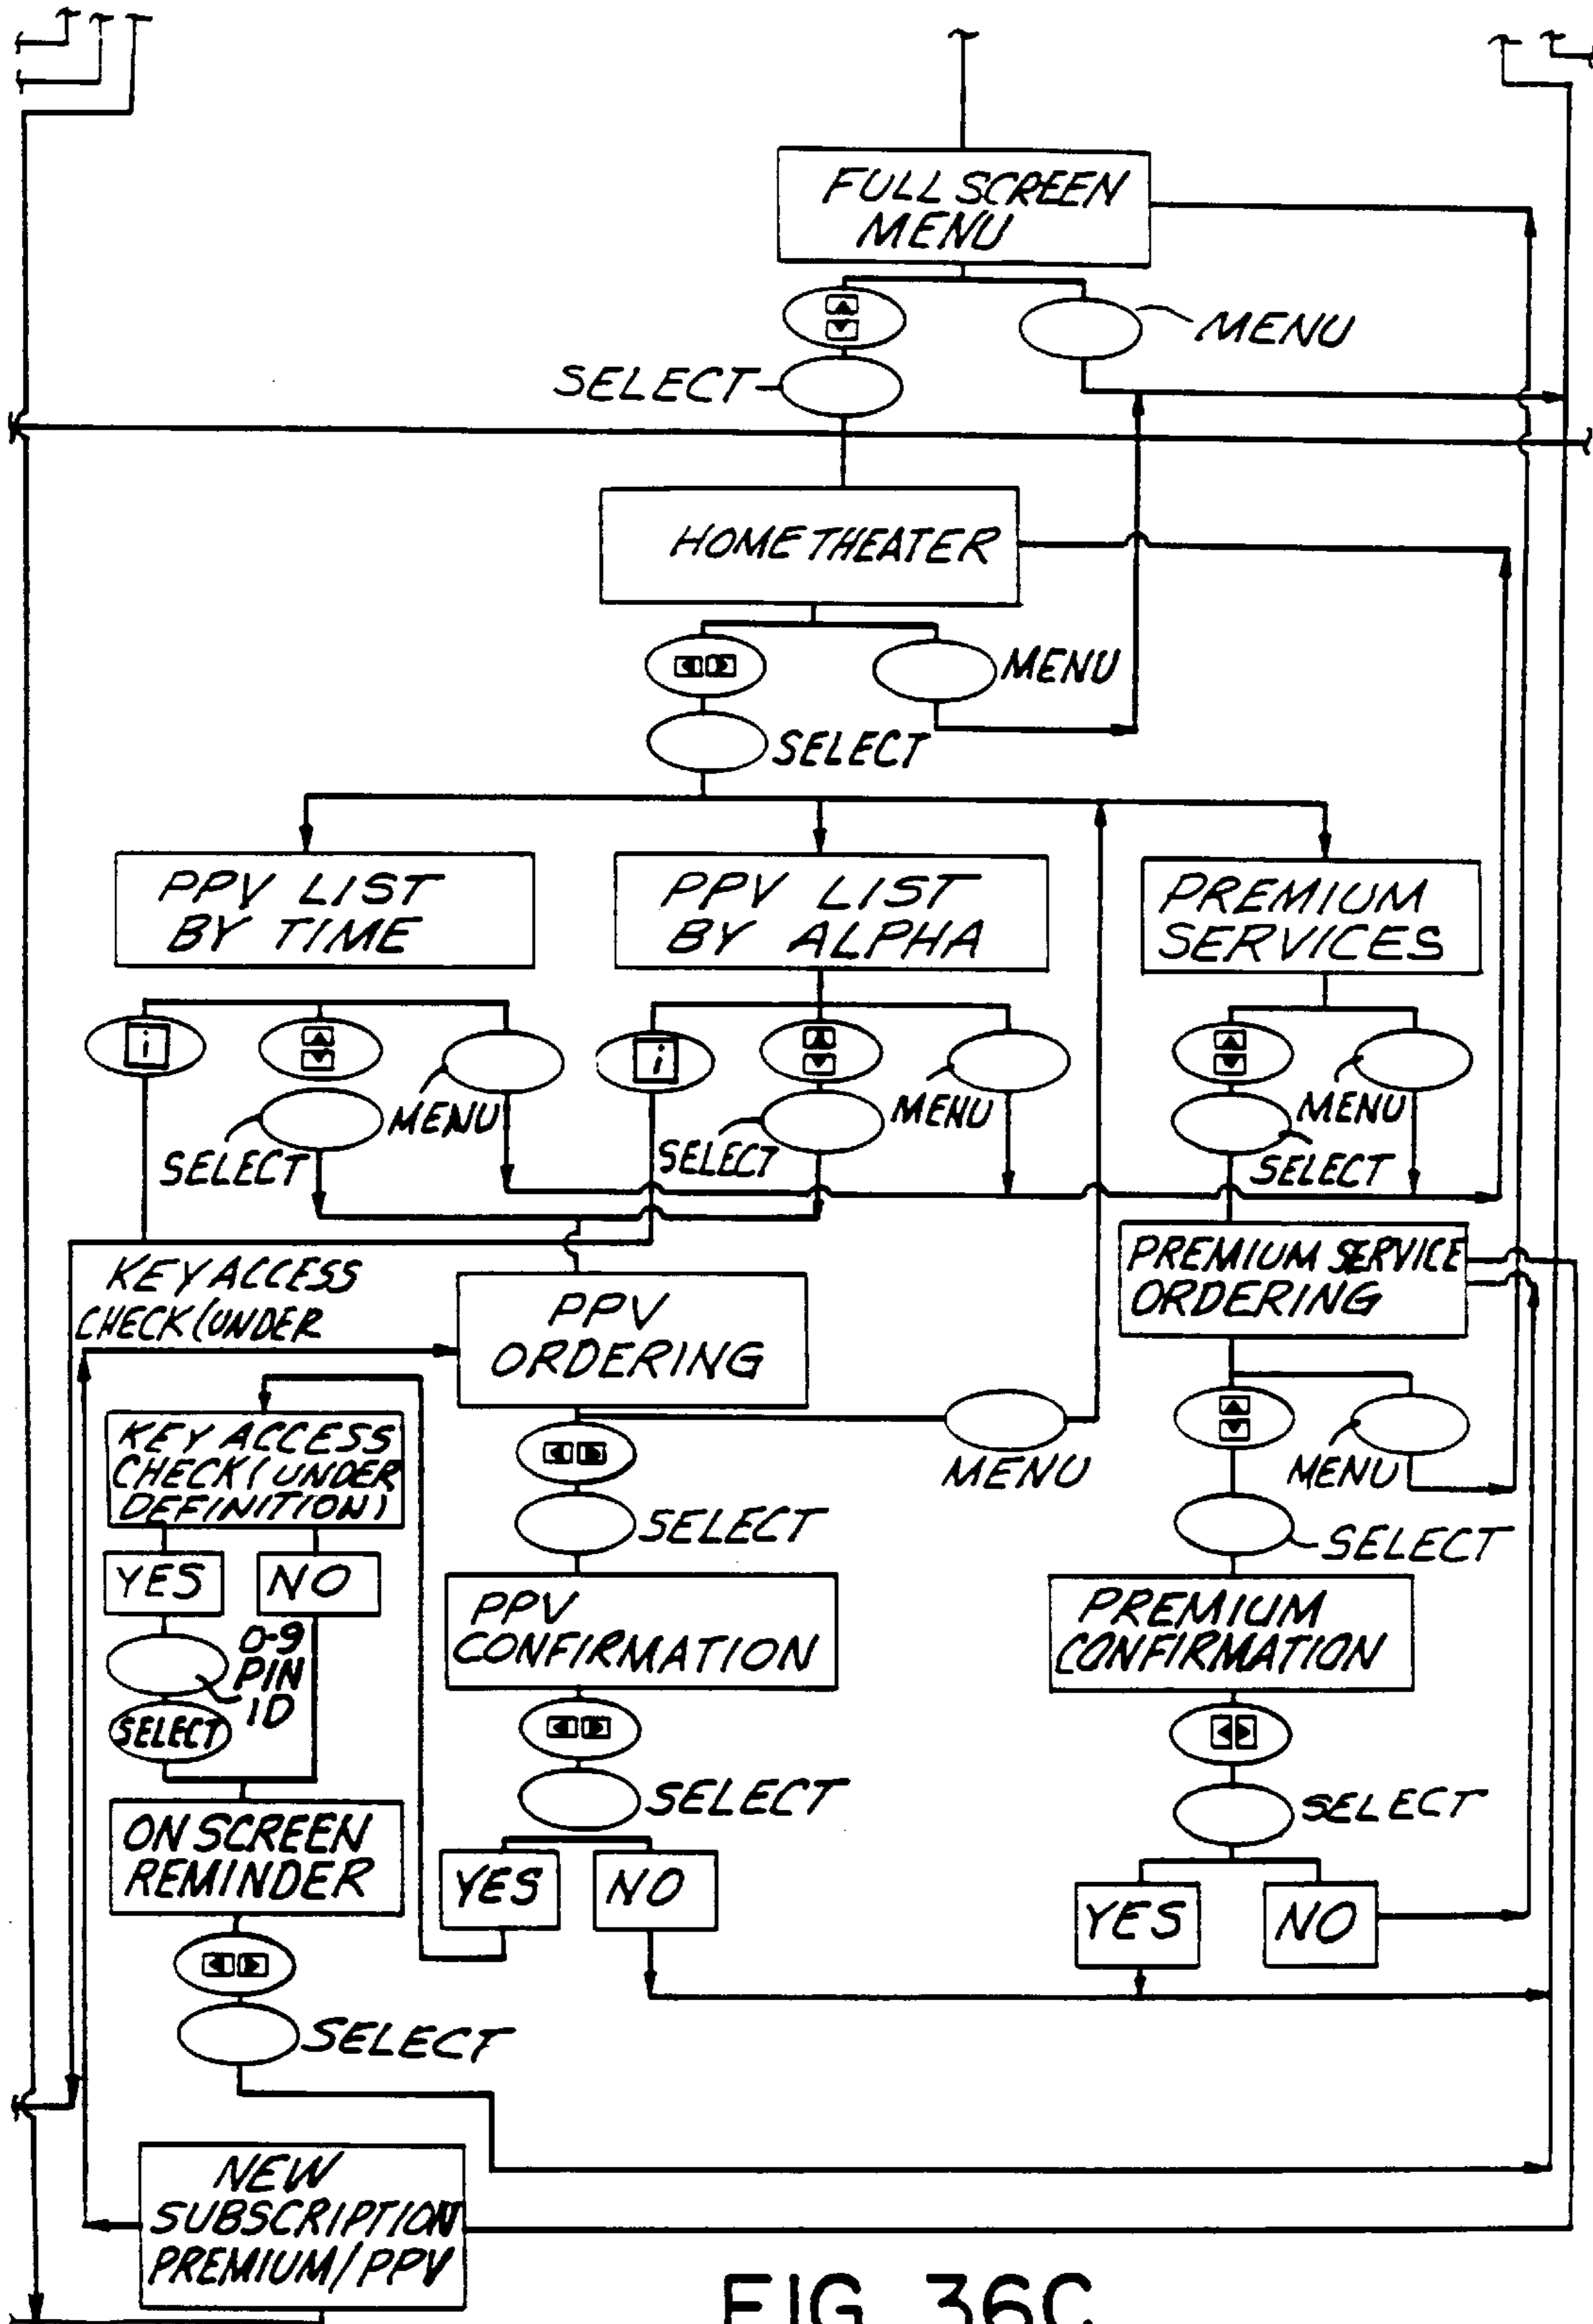 FULL SCREEN
MENU
MENU
SELECT
HOME THEATER
MENU
SELECT
PPV LIST
BY TIME
PPV LIST
BY ALPHA
PREMIUM
SERVICES
i
MENU
SELECT
i
MENU
SELECT
MENU
SELECT
KEY ACCESS
CHECK (UNDER
PPV
ORDERING
PREMIUM SERVICE
ORDERING
MENU
MENU
KEY ACCESS
CHECK (UNDER
DEFINITION)
SELECT
SELECT
YES
NO
PPV
CONFIRMATION
PREMIUM
CONFIRMATION
0-9
PIN
ID
SELECT
SELECT
SELECT
ON SCREEN
REMINDER
YES
NO
YES
NO
SELECT
NEW
SUBSCRIPTION
PREMIUM/PPV
FIG. 36C